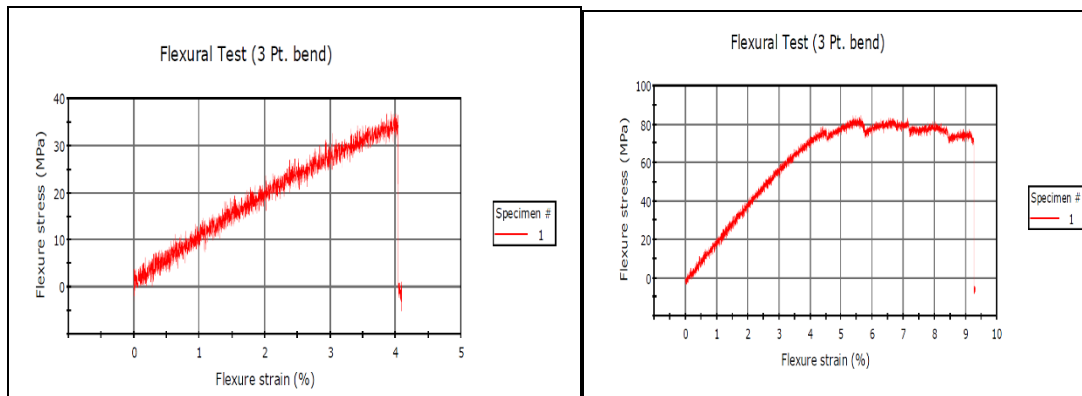 Flexural Test (3 Pt. bend)
Flexure stress (MPa)
40
30
20
10
0
0 1 2 3 4 5
Flexure strain (%)
Specimen #
1
Flexural Test (3 Pt. bend)
Flexure stress (MPa)
100
80
60
40
20
0
0 1 2 3 4 5 6 7 8 9 10
Flexure strain (%)
Specimen #
1